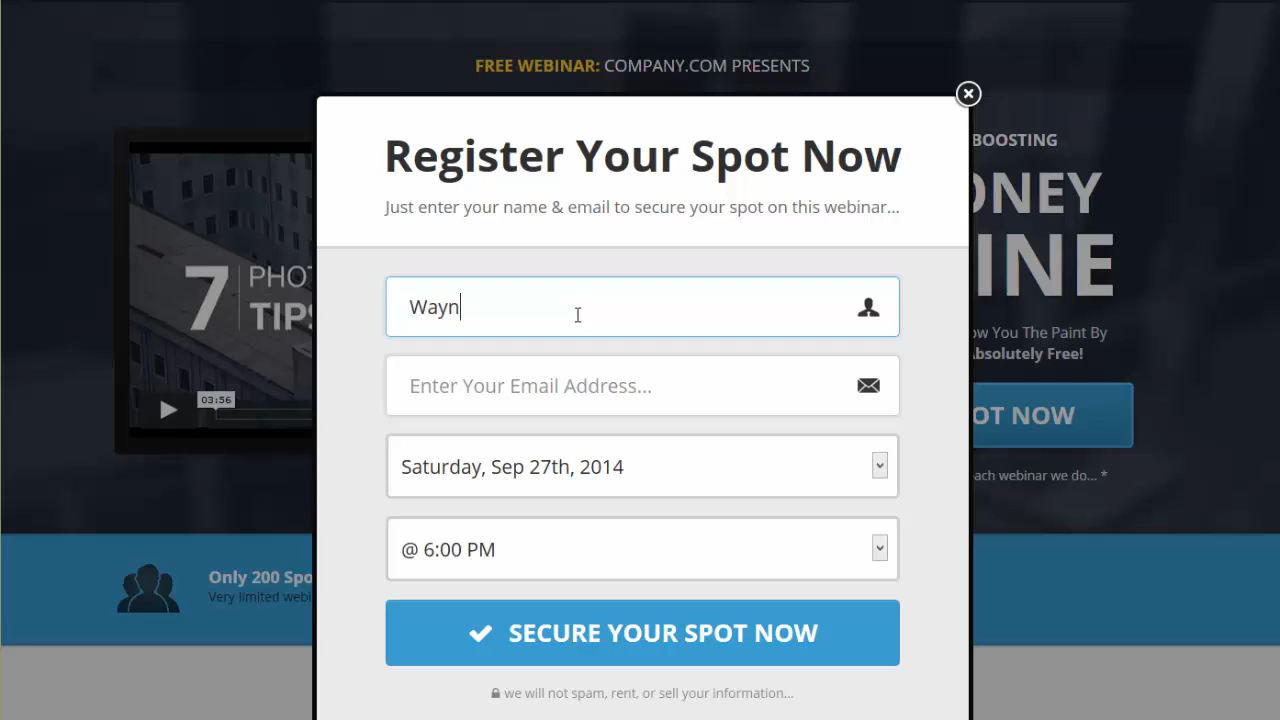 FREE WEBINAR: COMPANY.COM PRESENTS
Register Your Spot Now
Just enter your name & email to secure your spot on this webinar...
Wayn
Enter Your Email Address...
Saturday, Sep 27th, 2014
@ 6:00 PM
SECURE YOUR SPOT NOW
we will not spam, rent, or sell your information...
7 PHO
TIPS
03:56
BOOSTING
ONEY
INE
ow You The Paint By
Absolutely Free!
OT NOW
ach webinar we do... *
Only 200 Spo
Very limited webi